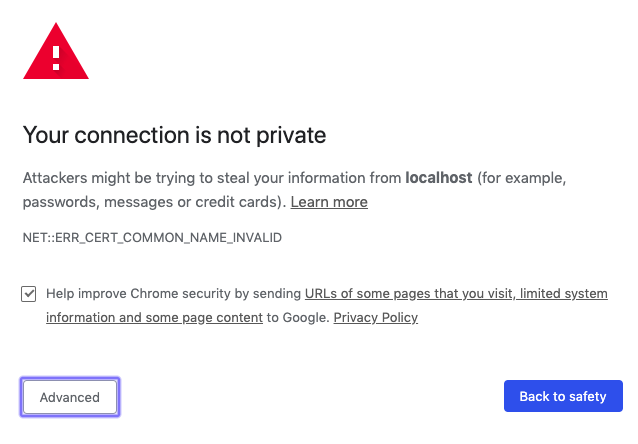 Your connection is not private
Attackers might be trying to steal your information from localhost (for example,
passwords, messages or credit cards). Learn more
NET::ERR_CERT_COMMON_NAME_INVALID
Help improve Chrome security by sending URLs of some pages that you visit, limited system
information and some page content to Google. Privacy Policy
Advanced
Back to safety